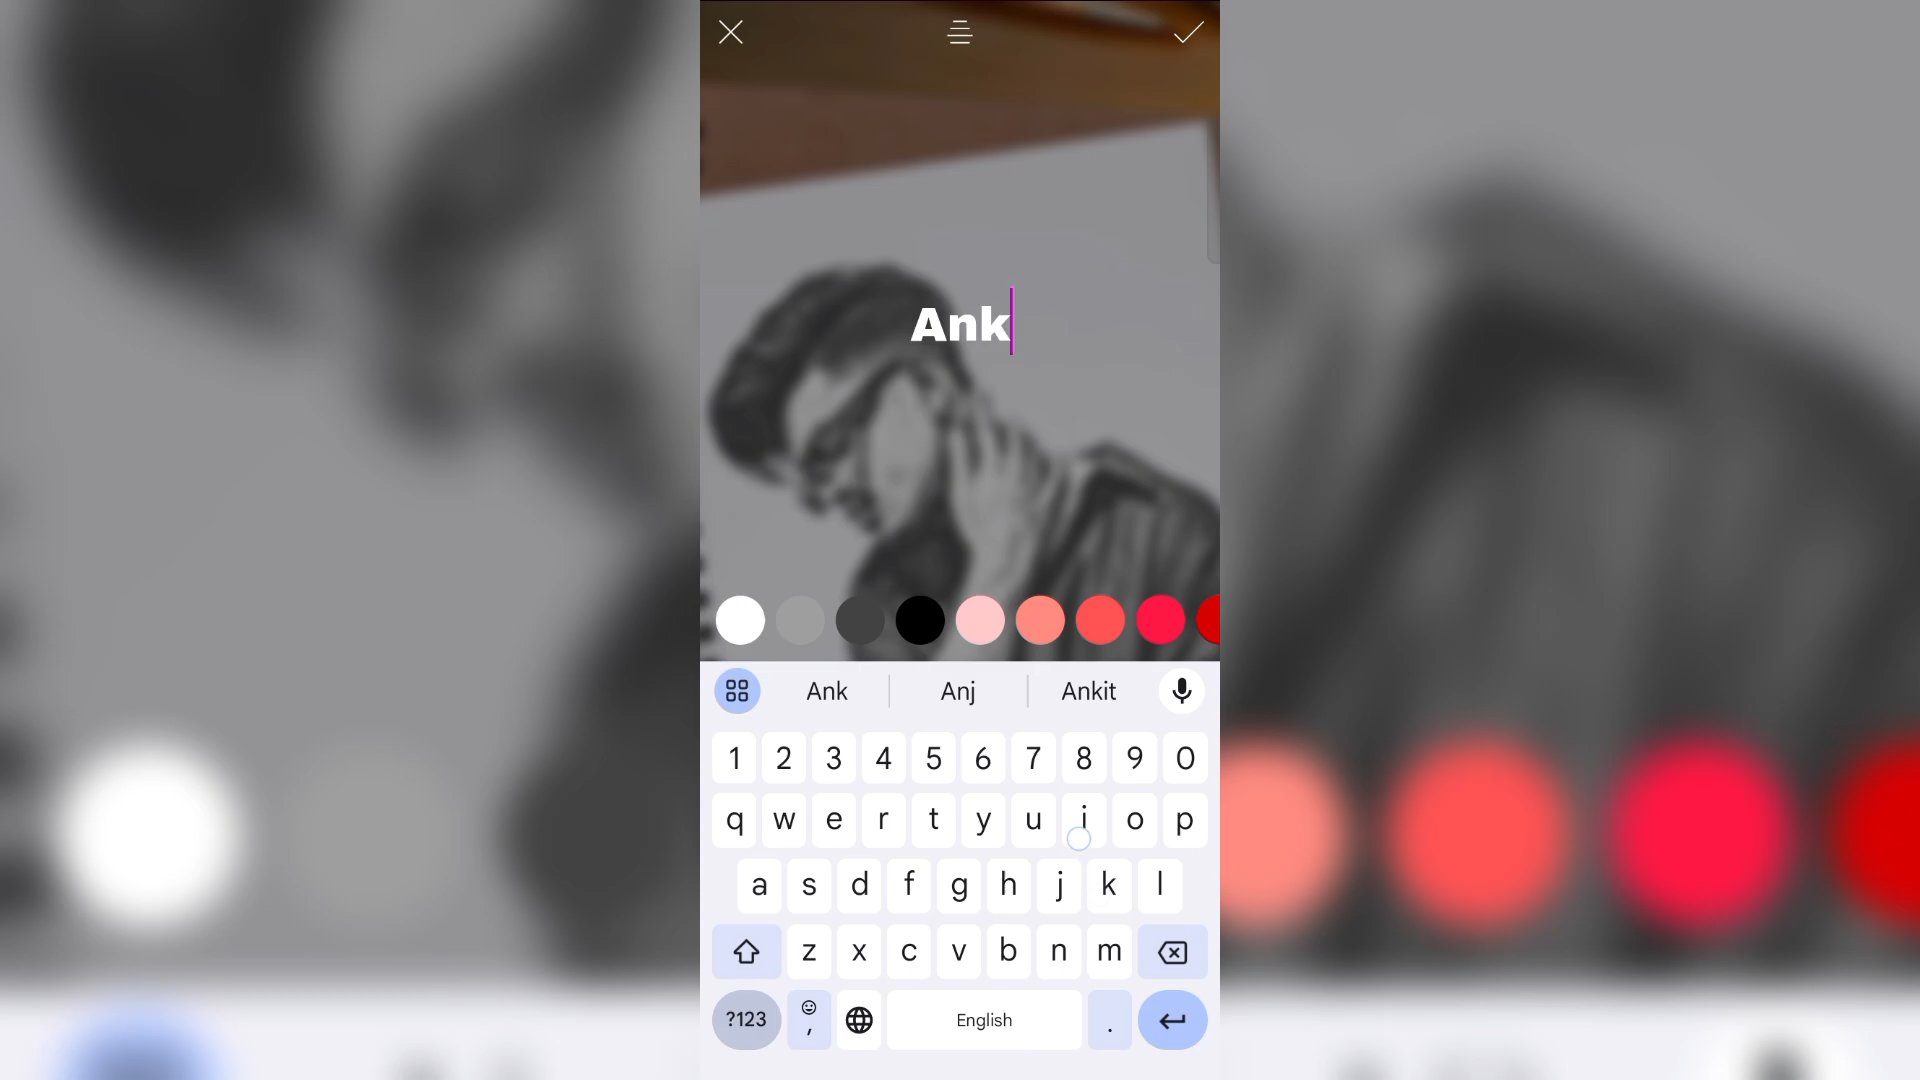 Ank
Ank Anj Ankit
1 2 3 4 5 6 7 8 9 0
q w e r t y u i o p
a s d f g h j k l
z x c v b n m
?123 , English .